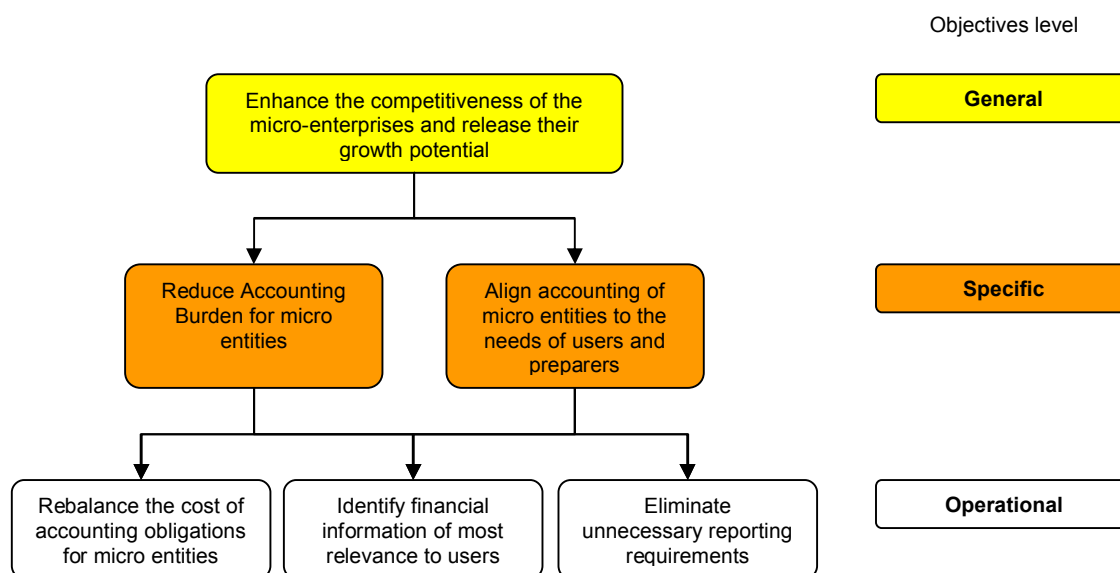 Objectives level
Enhance the competitiveness of the
micro-enterprises and release their
growth potential
General
Reduce Accounting
Burden for micro
entities
Align accounting of
micro entities to the
needs of users and
preparers
Specific
Rebalance the cost of
accounting obligations
for micro entities
Identify financial
information of most
relevance to users
Eliminate
unnecessary reporting
requirements
Operational